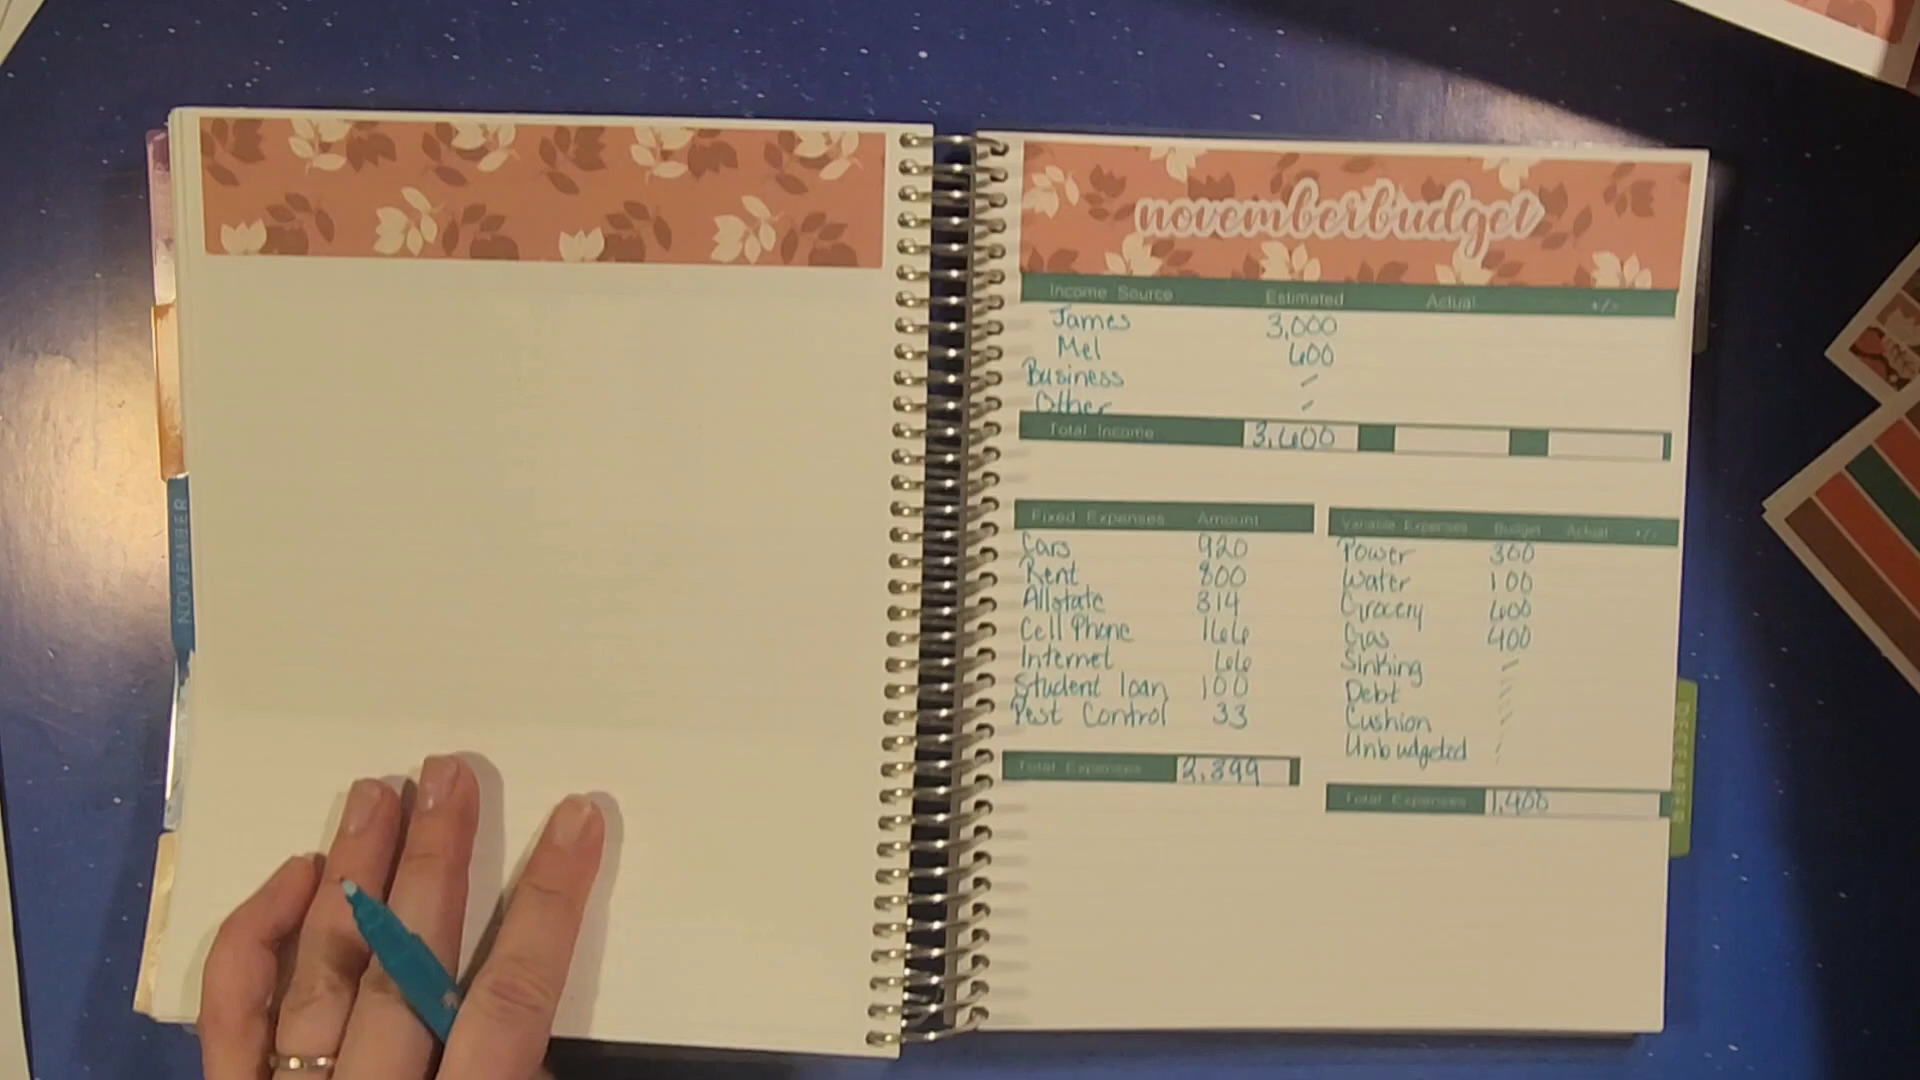 NOVEMBER
novemberbudget
Income Source Estimated Actual +/-
James 3,000
Mel 600
Business -
Other -
Total Income 3,600
Fixed Expenses Amount
Cars 920
Rent 800
Allstate 314
Cell Phone 166
Internet 66
Student loan 100
Pest Control 33
Total Expenses 2,399
Variable Expenses Budget Actual +/-
Power 300
Water 100
Grocery 600
Gas 400
Sinking -
Debt -
Cushion -
Unbudgeted -
Total Expenses 1,400
DECEMBER